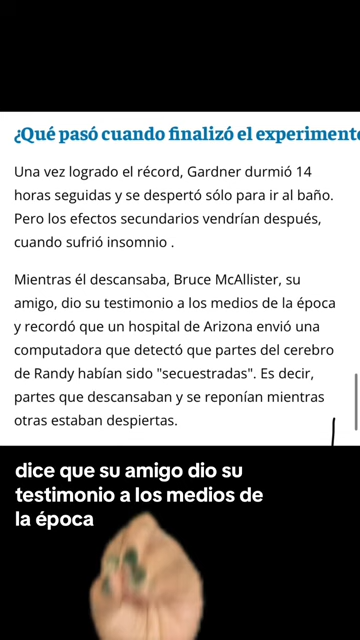 ¿Qué pasó cuando finalizó el experimento
Una vez logrado el récord, Gardner durmió 14
horas seguidas y se despertó sólo para ir al baño.
Pero los efectos secundarios vendrían después,
cuando sufrió insomnio .
Mientras él descansaba, Bruce McAllister, su
amigo, dio su testimonio a los medios de la época
y recordó que un hospital de Arizona envió una
computadora que detectó que partes del cerebro
de Randy habían sido "secuestradas". Es decir,
partes que descansaban y se reponían mientras
otras estaban despiertas.
dice que su amigo dio su
testimonio a los medios de
la época